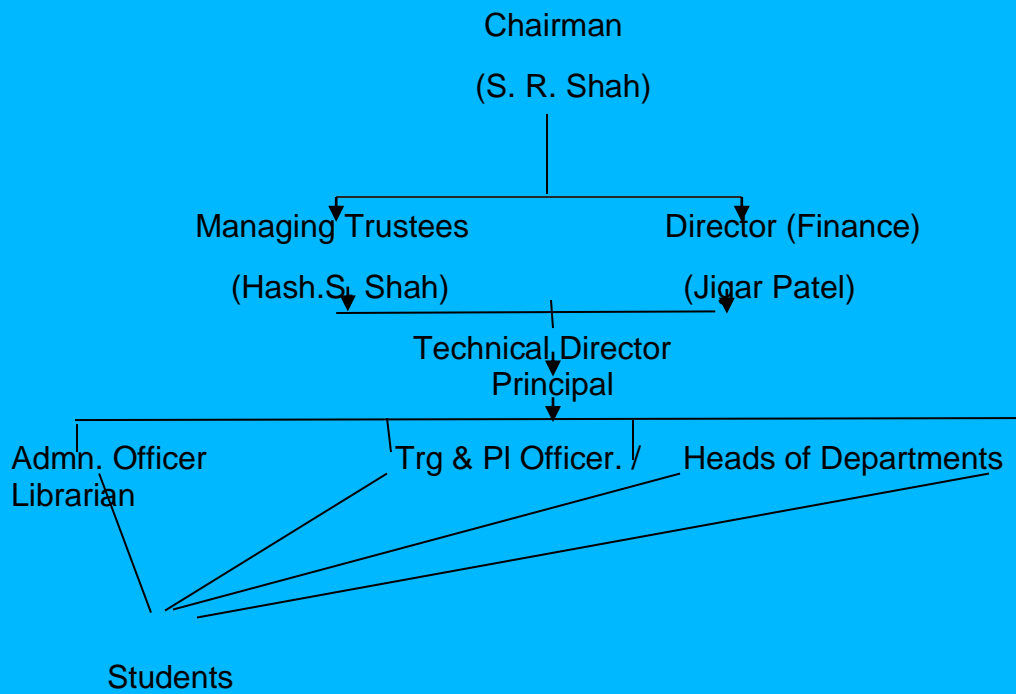 Chairman
(S. R. Shah)
Managing Trustees Director (Finance)
(Hash.S. Shah) (Jigar Patel)
Technical Director
Principal
Admn. Officer Trg & Pl Officer. / Heads of Departments
Librarian
Students